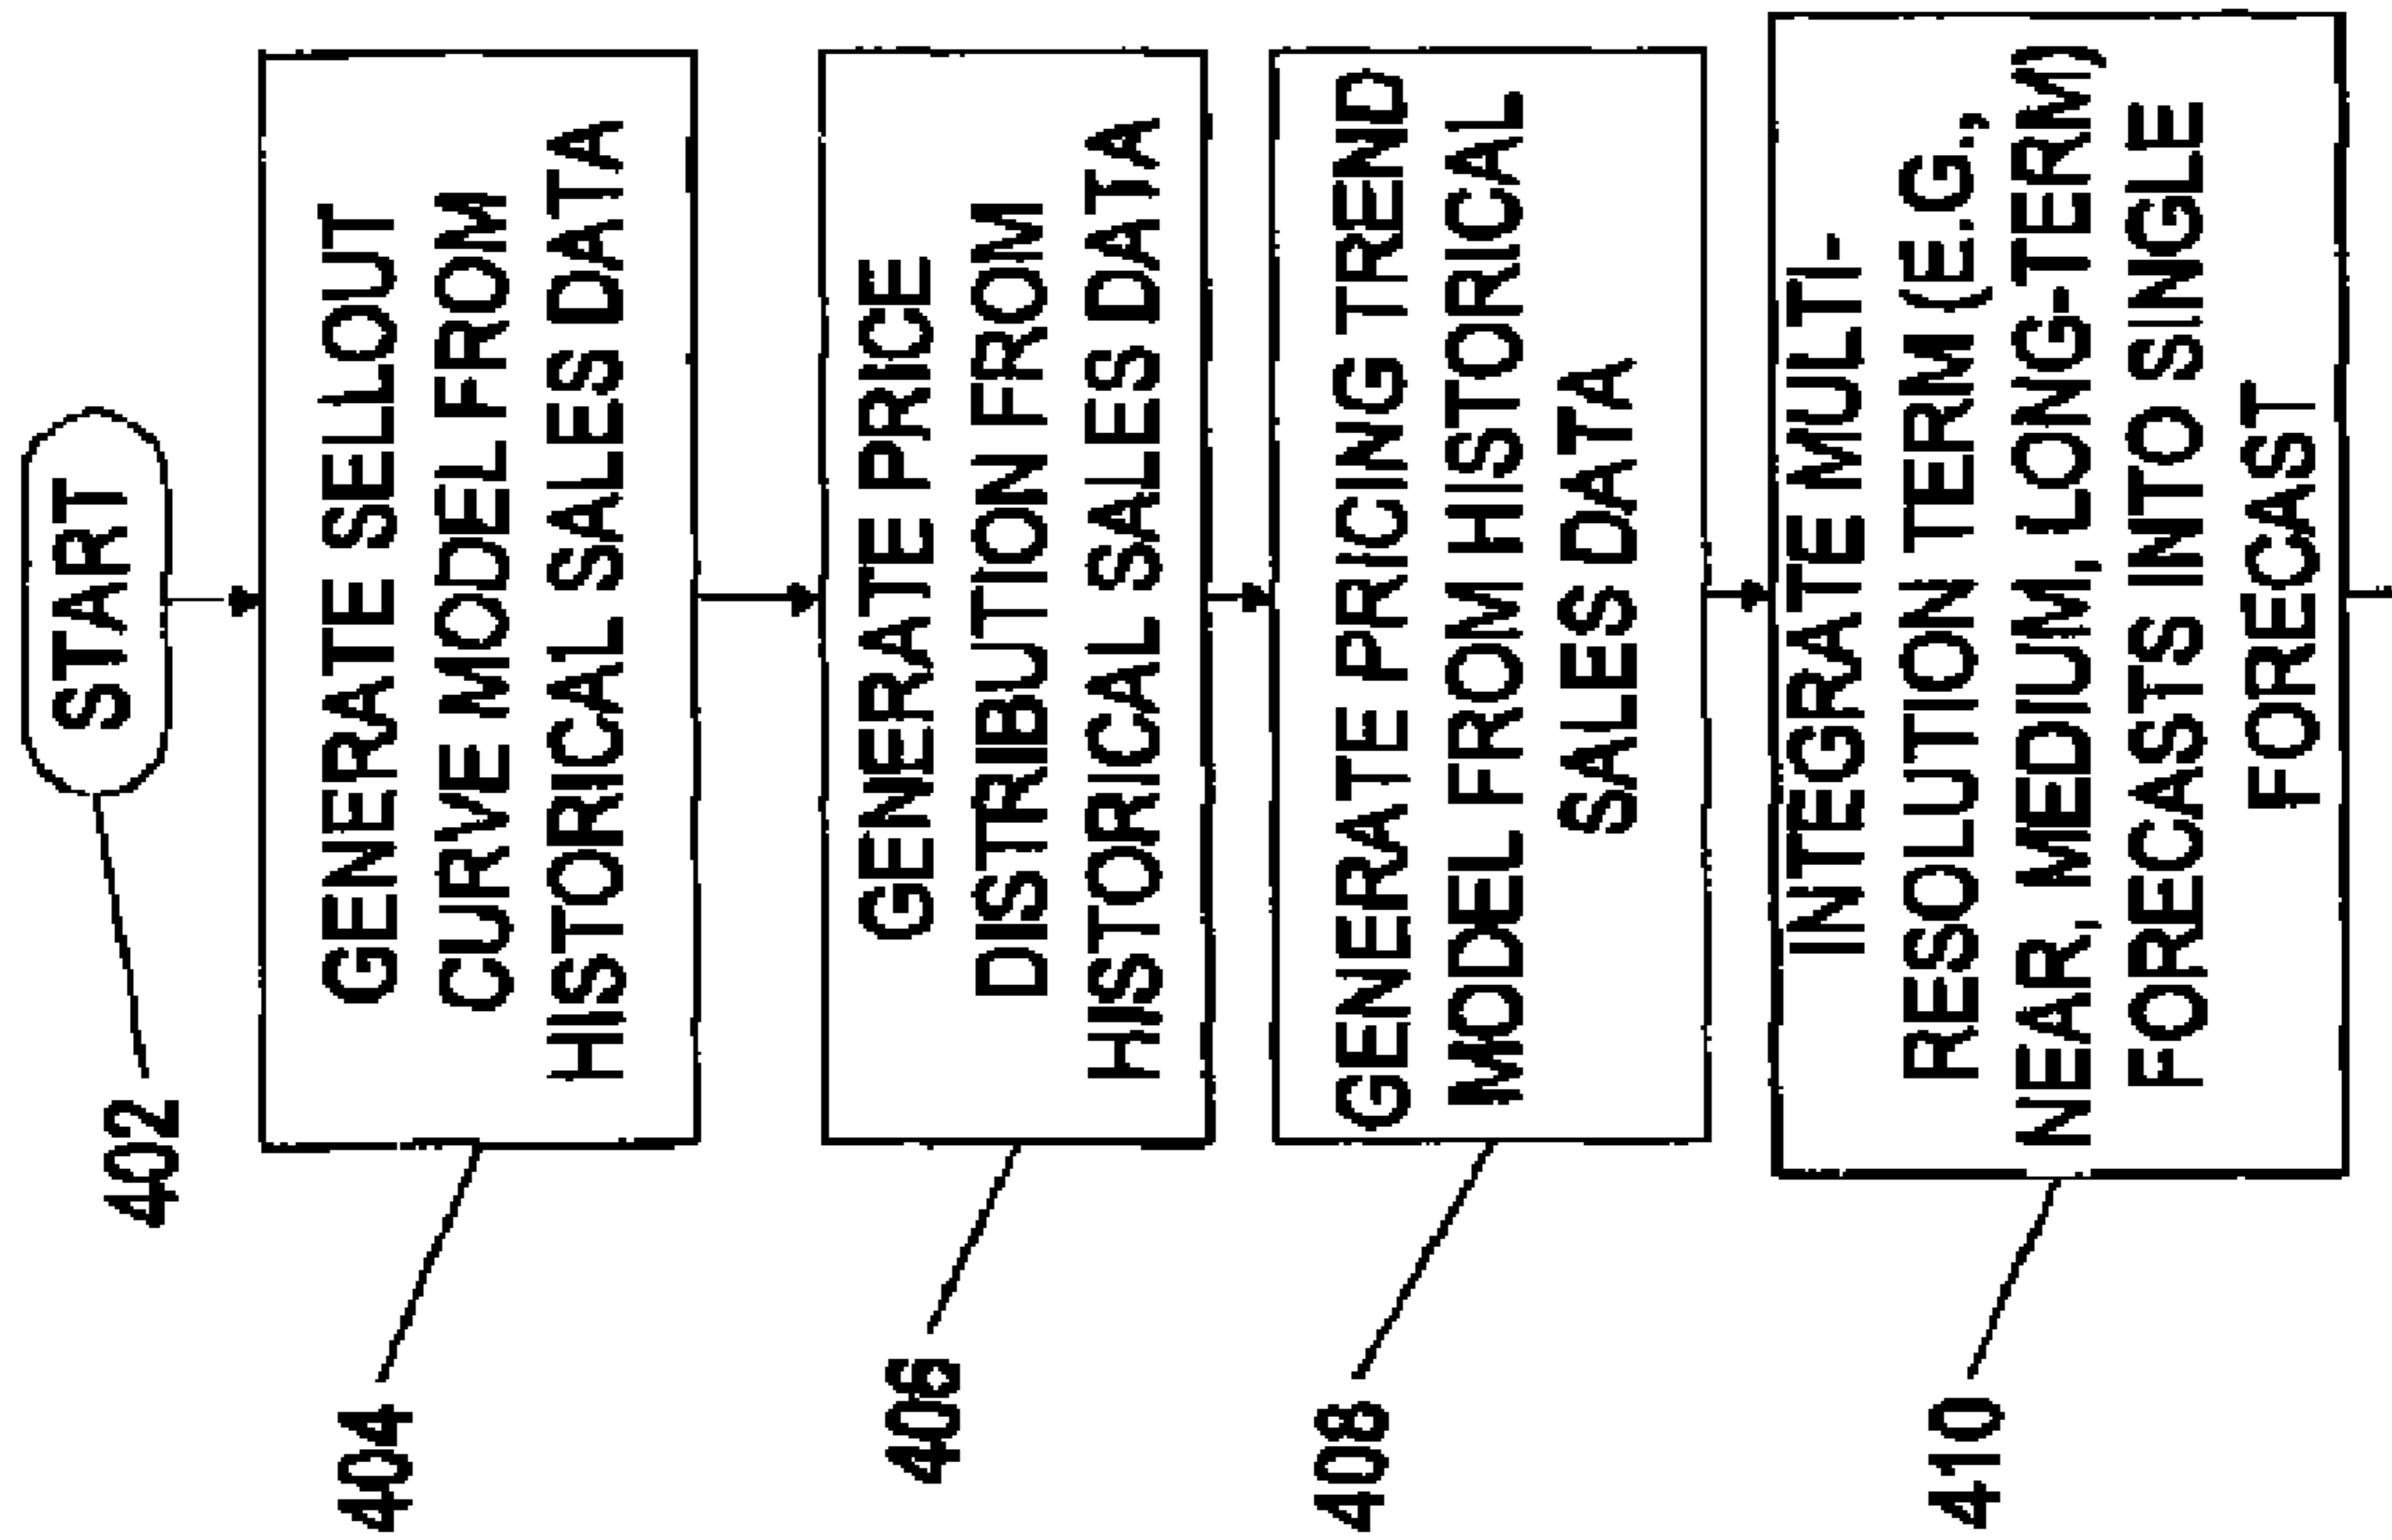 START
402
GENERATE SELLOUT
CURVE MODEL FROM
HISTORICAL SALES DATA
404
GENERATE PRICE
DISTRIBUTION FROM
HISTORICAL SALES DATA
406
GENERATE PRICING TREND
MODEL FROM HISTORICAL
SALES DATA
408
INTEGRATE MULTI-
RESOLUTION TERM (E.G.,
NEAR, MEDIUM, LONG-TERM)
FORECASTS INTO SINGLE
FORECAST
410